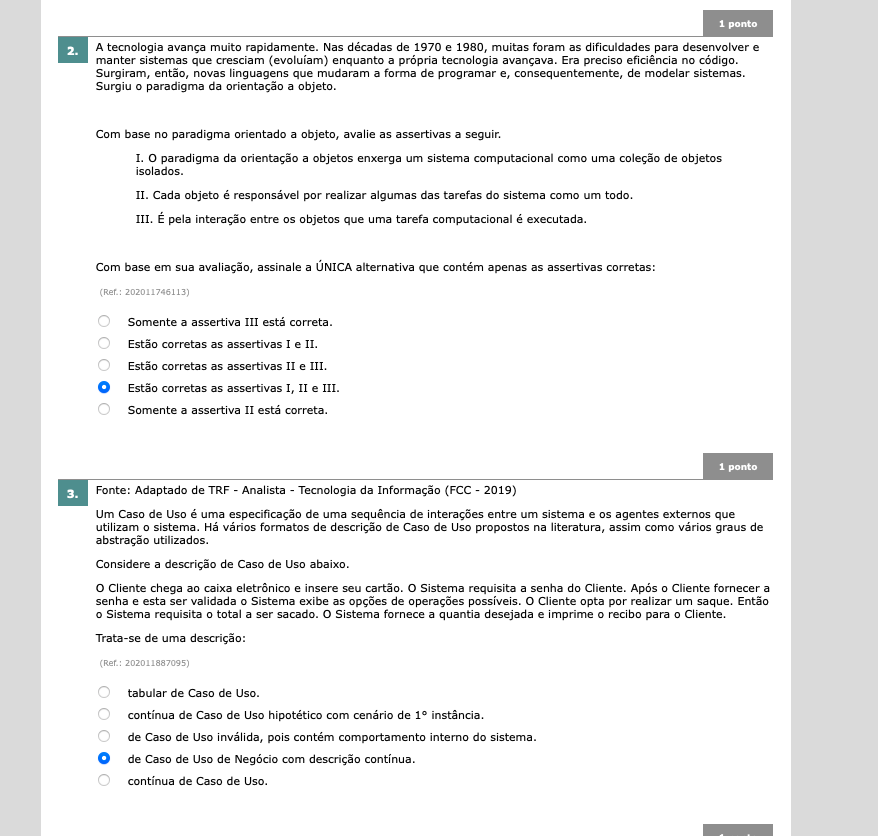 1 ponto
2.
A tecnologia avança muito rapidamente. Nas décadas de 1970 e 1980, muitas foram as dificuldades para desenvolver e
manter sistemas que cresciam (evoluíam) enquanto a própria tecnologia avançava. Era preciso eficiência no código.
Surgiram, então, novas linguagens que mudaram a forma de programar e, consequentemente, de modelar sistemas.
Surgiu o paradigma da orientação a objeto.
Com base no paradigma orientado a objeto, avalie as assertivas a seguir.
I. O paradigma da orientação a objetos enxerga um sistema computacional como uma coleção de objetos
isolados.
II. Cada objeto é responsável por realizar algumas das tarefas do sistema como um todo.
III. É pela interação entre os objetos que uma tarefa computacional é executada.
Com base em sua avaliação, assinale a ÚNICA alternativa que contém apenas as assertivas corretas:
(Ref.: 202011746113)
Somente a assertiva III está correta.
Estão corretas as assertivas I e II.
Estão corretas as assertivas II e III.
Estão corretas as assertivas I, II e III.
Somente a assertiva II está correta.
1 ponto
3.
Fonte: Adaptado de TRF - Analista - Tecnologia da Informação (FCC - 2019)
Um Caso de Uso é uma especificação de uma sequência de interações entre um sistema e os agentes externos que
utilizam o sistema. Há vários formatos de descrição de Caso de Uso propostos na literatura, assim como vários graus de
abstração utilizados.
Considere a descrição de Caso de Uso abaixo.
O Cliente chega ao caixa eletrônico e insere seu cartão. O Sistema requisita a senha do Cliente. Após o Cliente fornecer a
senha e esta ser validada o Sistema exibe as opções de operações possíveis. O Cliente opta por realizar um saque. Então
o Sistema requisita o total a ser sacado. O Sistema fornece a quantia desejada e imprime o recibo para o Cliente.
Trata-se de uma descrição:
(Ref.: 202011887095)
tabular de Caso de Uso.
contínua de Caso de Uso hipotético com cenário de 1° instância.
de Caso de Uso inválida, pois contém comportamento interno do sistema.
de Caso de Uso de Negócio com descrição contínua.
contínua de Caso de Uso.